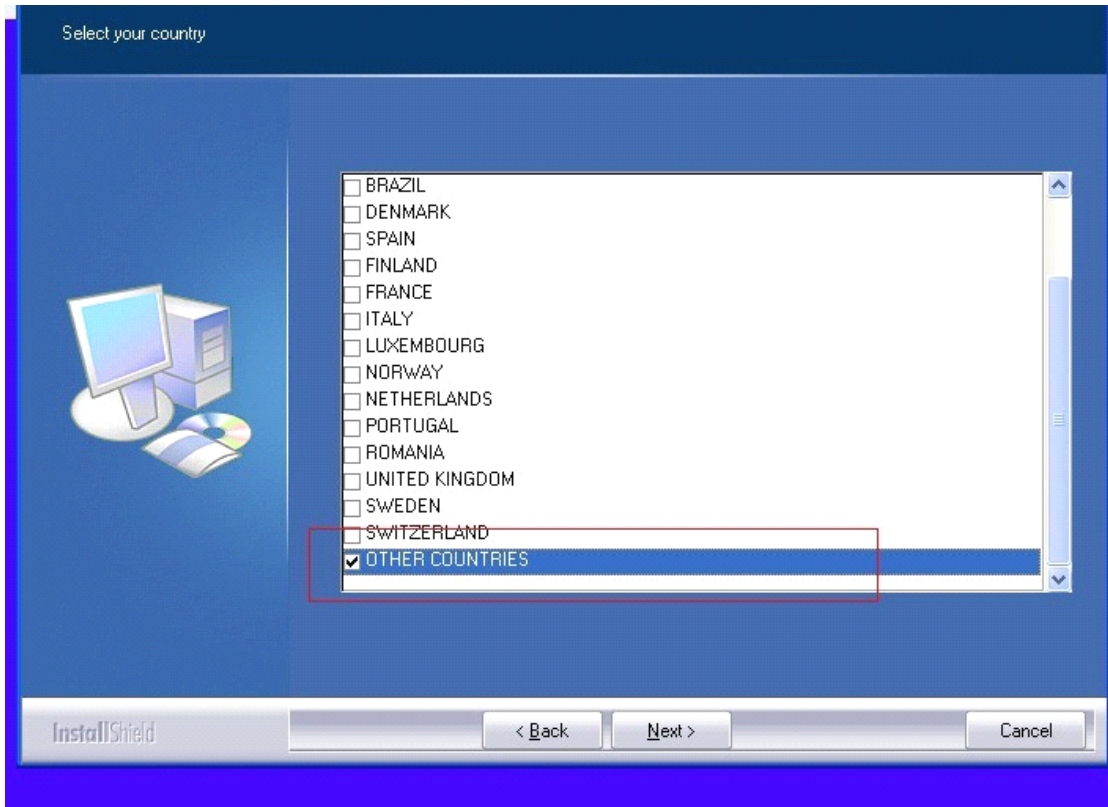 Select your country
BRAZIL
DENMARK
SPAIN
FINLAND
FRANCE
ITALY
LUXEMBOURG
NORWAY
NETHERLANDS
PORTUGAL
ROMANIA
UNITED KINGDOM
SWEDEN
SWITZERLAND
OTHER COUNTRIES
InstallShield
< Back
Next >
Cancel